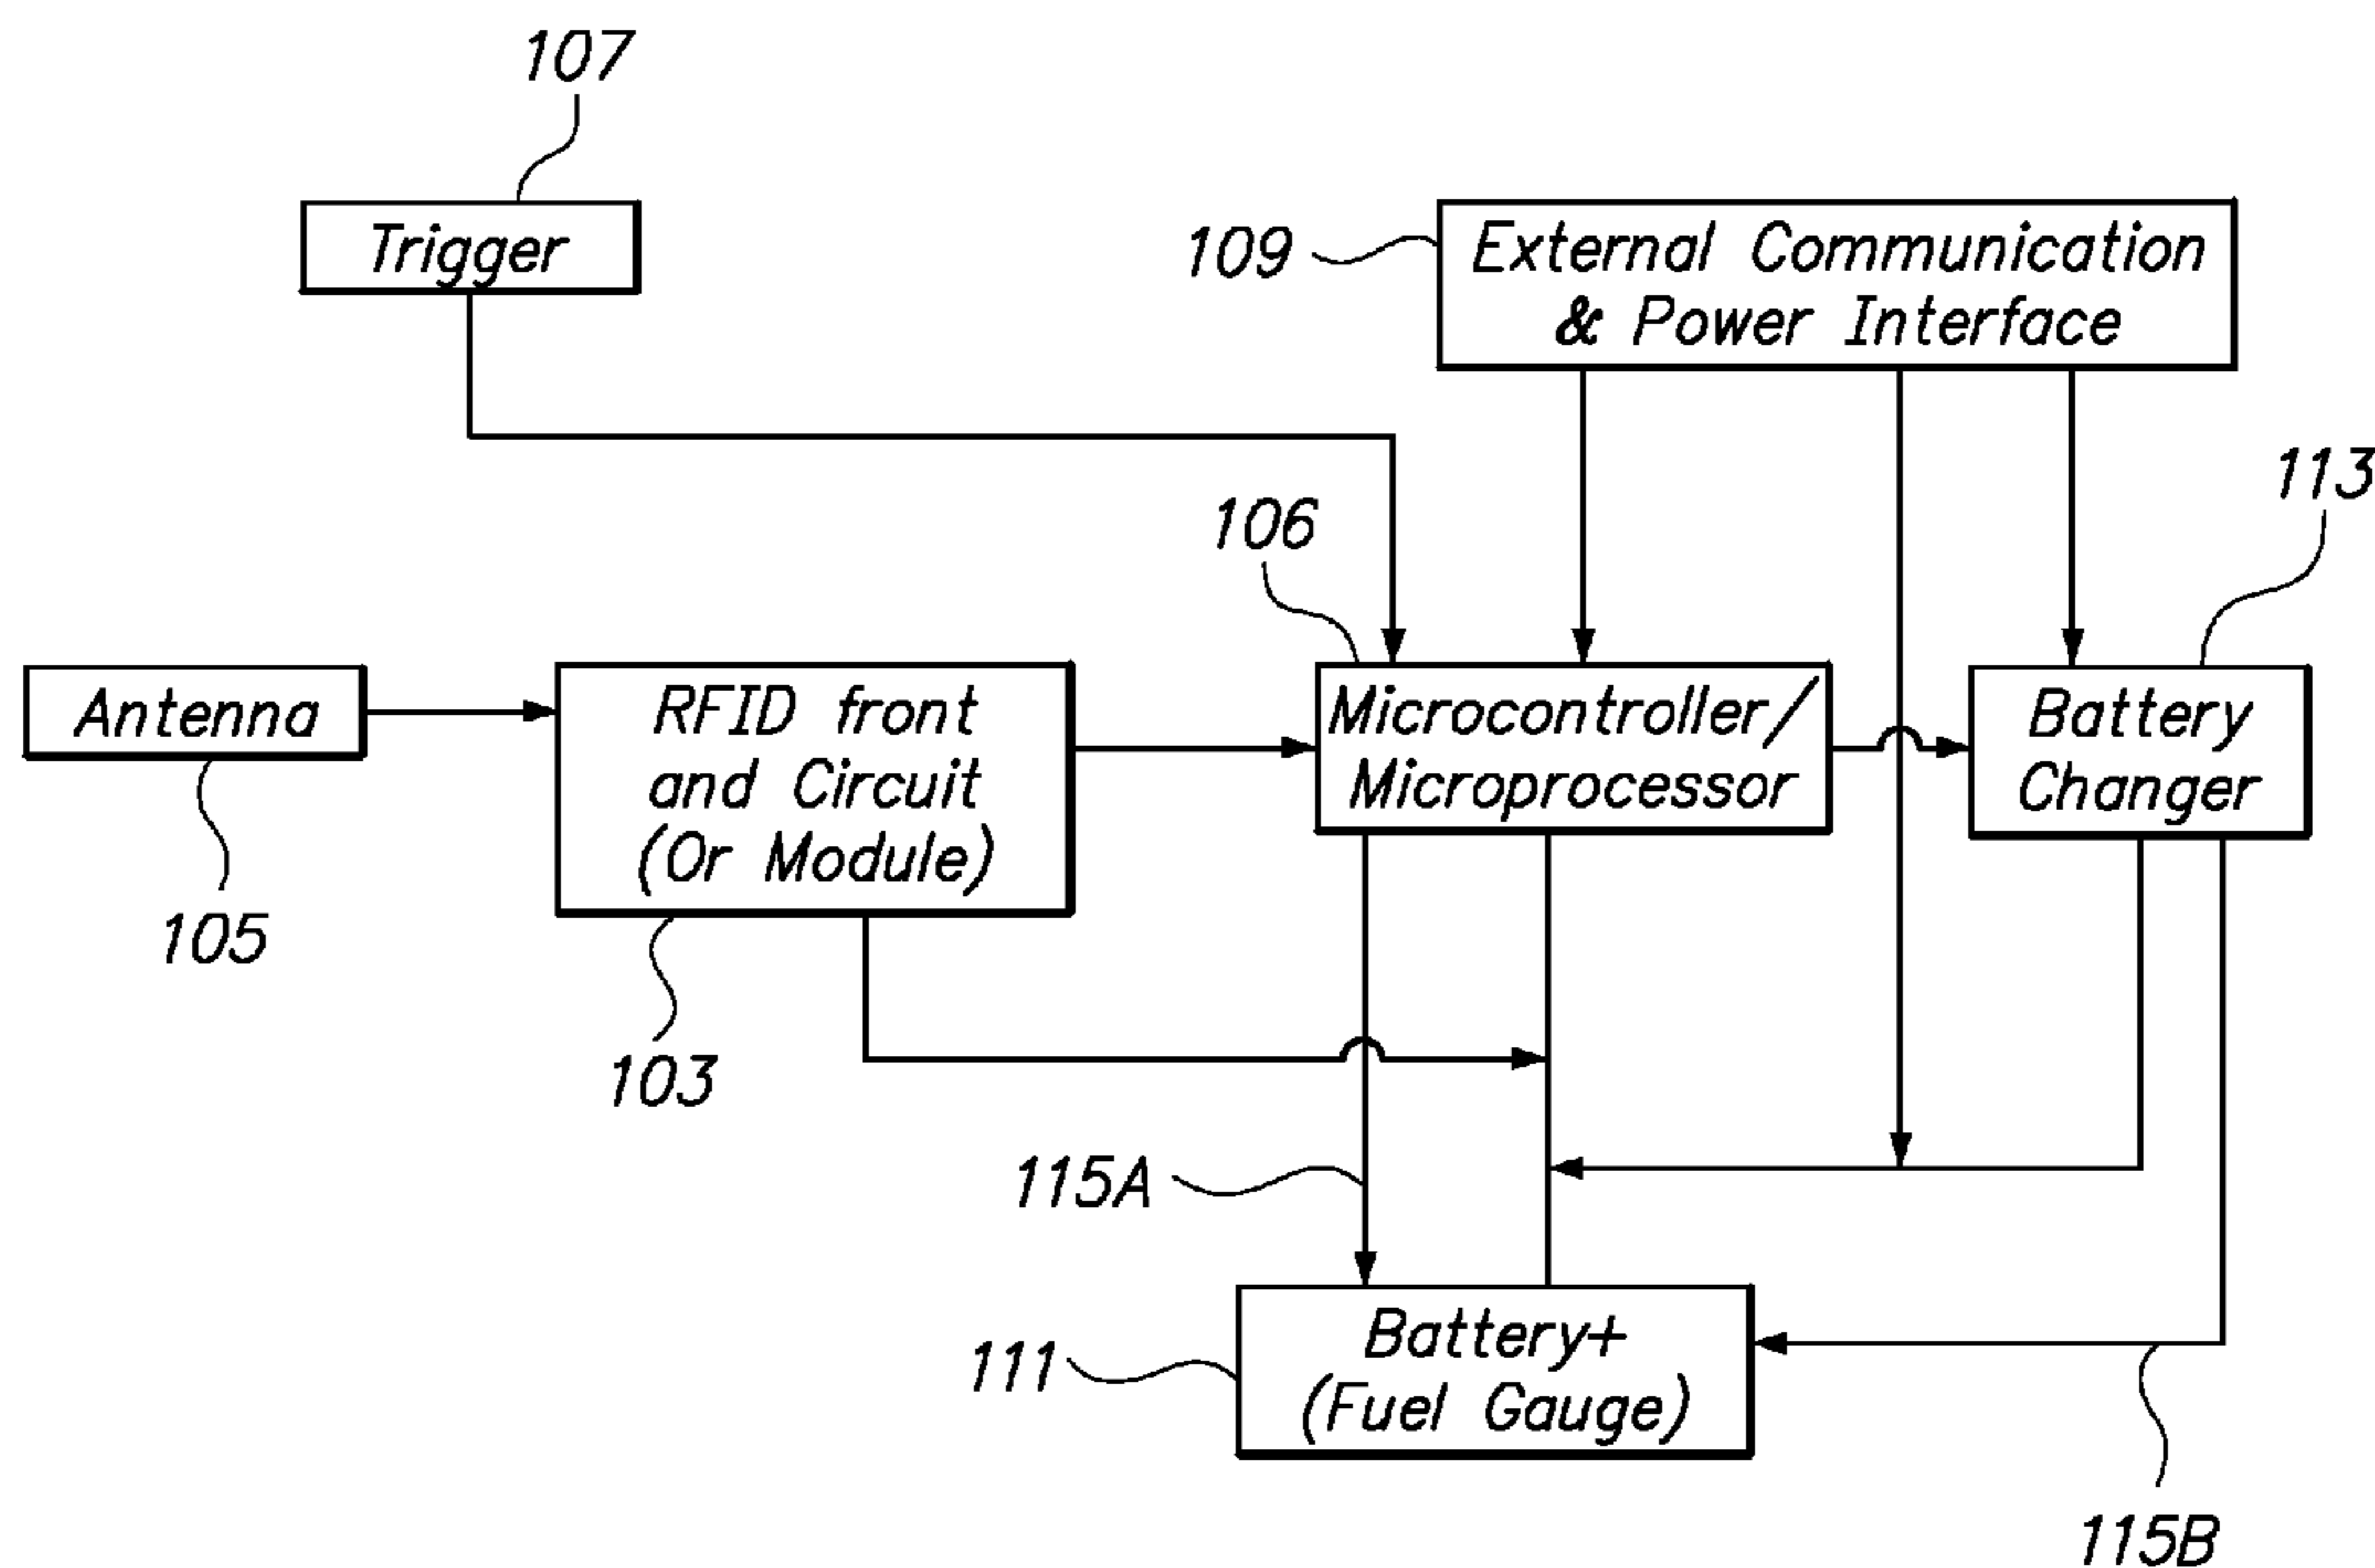 107
Trigger
109
External Communication
& Power Interface
113
106
Antenna
RFID front
and Circuit
(Or Module)
Microcontroller/
Microprocessor
Battery
Changer
105
103
115A
111
Battery+
(Fuel Gauge)
115B